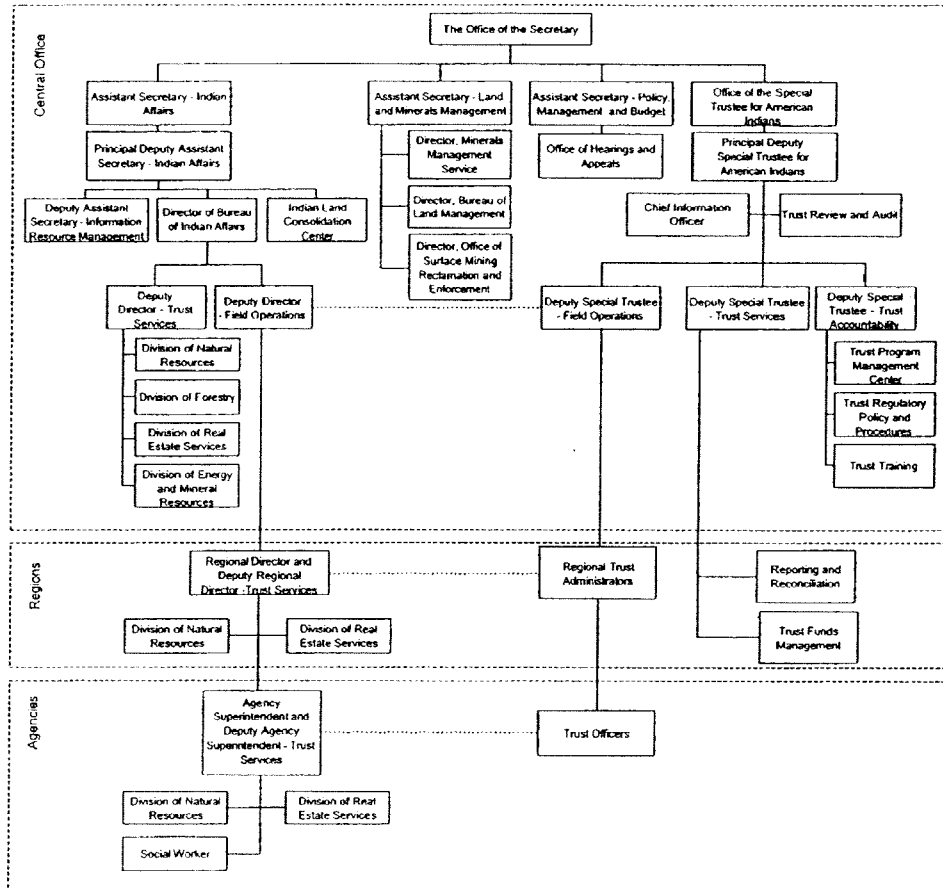 The Office of the Secretary
Central Office
Assistant Secretary - Indian
Affairs
Assistant Secretary - Land
and Minerals Management
Assistant Secretary - Policy,
Management and Budget
Office of the Special
Trustee for American
Indians
Principal Deputy Assistant
Secretary - Indian Affairs
Director, Minerals
Management
Service
Office of Hearings and
Appeals
Principal Deputy
Special Trustee for
American Indians
Deputy Assistant
Secretary - Information
Resource Management
Director of Bureau
of Indian Affairs
Indian Land
Consolidation
Center
Director, Bureau of
Land Management
Chief Information
Officer
Trust Review and Audit
Director, Office of
Surface Mining
Reclamation and
Enforcement
Deputy
Director - Trust
Services
Deputy Director
- Field Operations
Deputy Special Trustee
- Field Operations
Deputy Special Trustee
- Trust Services
Deputy Special
Trustee - Trust
Accountability
Division of Natural
Resources
Division of Forestry
Division of Real
Estate Services
Division of Energy
and Mineral
Resources
Trust Program
Management
Center
Trust Regulatory
Policy and
Procedures
Trust Training
Regions
Regional Director and
Deputy Regional
Director -Trust Services
Regional Trust
Administrators
Reporting and
Reconciliation
Division of Natural
Resources
Division of Real
Estate Services
Trust Funds
Management
Agencies
Agency
Superintendent and
Deputy Agency
Superintendent - Trust
Services
Trust Officers
Division of Natural
Resources
Division of Real
Estate Services
Social Worker